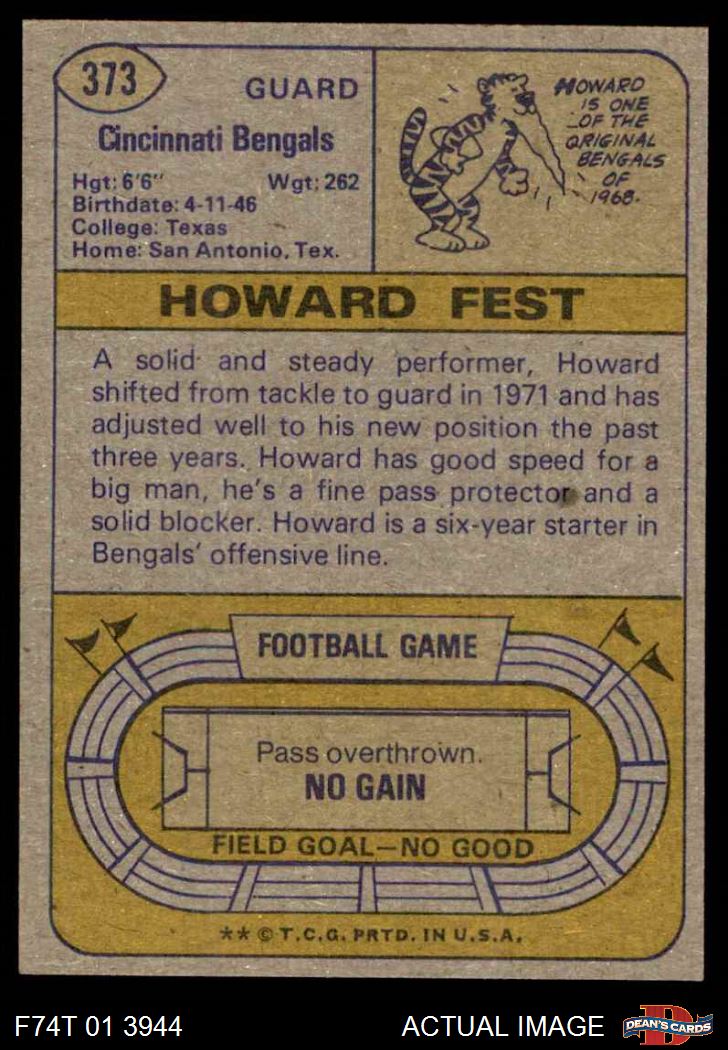 373
GUARD
Cincinnati Bengals
Hgt: 6'6" Wgt: 262
Birthdate: 4-11-46
College: Texas
Home: San Antonio, Tex.
HOWARD
IS ONE
OF THE
ORIGINAL
BENGALS
OF
1968.
HOWARD FEST
A solid and steady performer, Howard
shifted from tackle to guard in 1971 and has
adjusted well to his new position the past
three years. Howard has good speed for a
big man, he's a fine pass protector and a
solid blocker. Howard is a six-year starter in
Bengals' offensive line.
FOOTBALL GAME
Pass overthrown.
NO GAIN
FIELD GOAL—NO GOOD
** © T.C.G. PRTD. IN U.S.A.
F74T 01 3944
ACTUAL IMAGE
D
DEAN'S CARDS